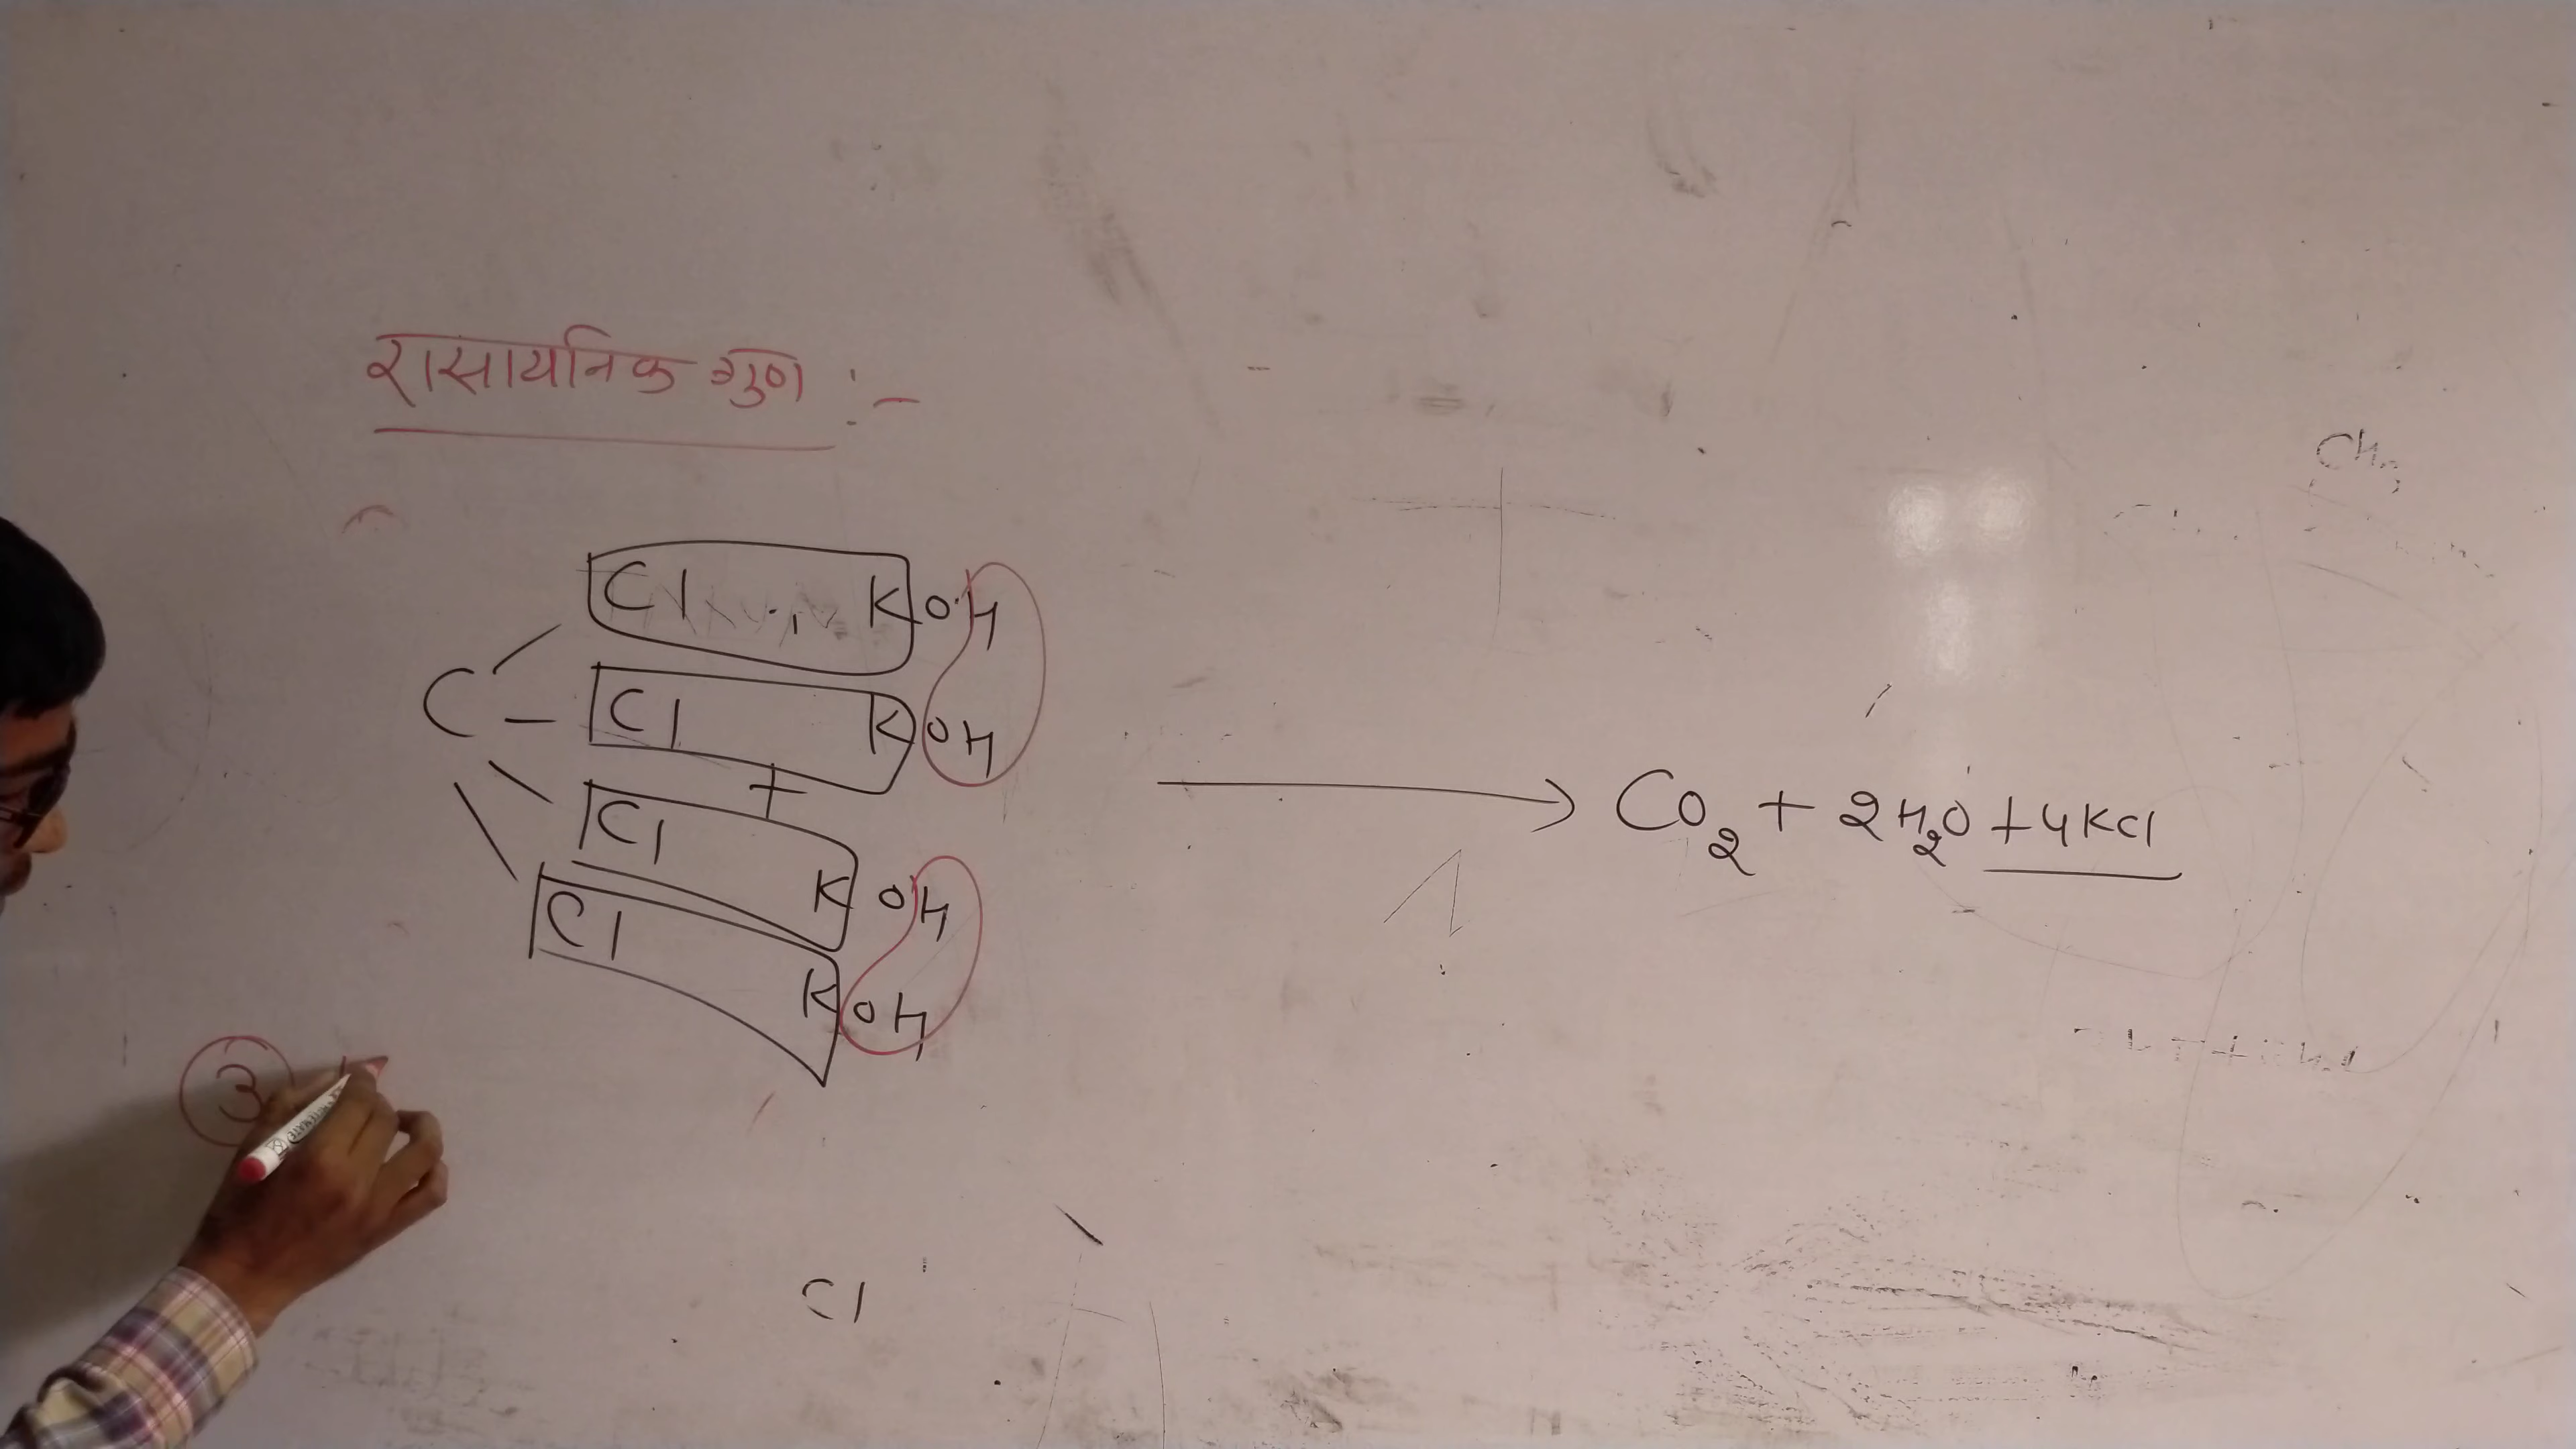 रासायनिक गुण :-
Cl KOH
C - Cl KOH
+
Cl KOH
Cl KOH
→ CO2 + 2H2O + 4KCl
3
Cl